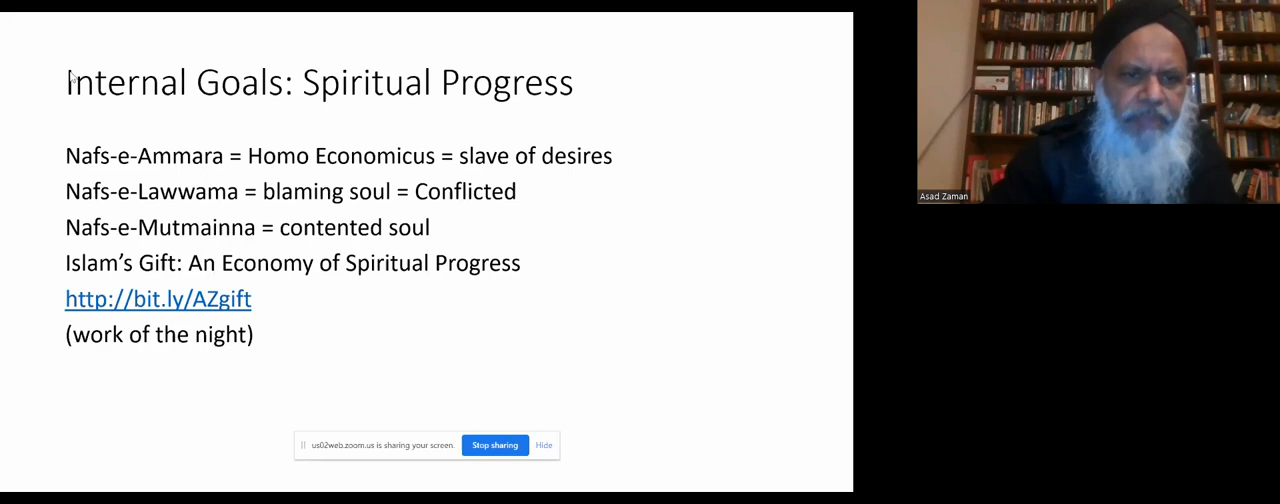 Internal Goals: Spiritual Progress
Nafs-e-Ammara = Homo Economicus = slave of desires
Nafs-e-Lawwama = blaming soul = Conflicted
Nafs-e-Mutmainna = contented soul
Islam’s Gift: An Economy of Spiritual Progress
http://bit.ly/AZgift
(work of the night)
us02web.zoom.us is sharing your screen. Stop sharing Hide
Asad Zaman